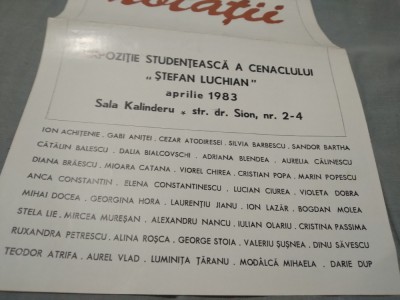 notații
EXPOZIȚIE STUDENȚEASCĂ A CENACLULUI
„ ȘTEFAN LUCHIAN "
aprilie 1983
Sala Kalinderu * str. dr. Sion, nr. 2-4
ION ACHIȚENIE . GABI ANIȚEI . CEZAR ATODIRESEI . SILVIA BARBESCU . SANDOR BARTHA
CĂTĂLIN BALESCU . DALIA BIALCOVSCHI . ADRIANA BLENDEA . AURELIA CĂLINESCU
DIANA BRĂESCU . MIOARA CATANA . VIOREL CHIREA . CRISTIAN POPA . MARIN POPESCU
ANCA CONSTANTIN . ELENA CONSTANTINESCU . LUCIAN CIUREA . VIOLETA DOBRA
MIHAI DOCEA . GEORGINA HORA . LAURENȚIU JIANU . ION LAZĂR . BOGDAN MOLEA
STELA LIE . MIRCEA MUREȘAN . ALEXANDRU NANCU . IULIAN OLARIU . CRISTINA PASSIMA
RUXANDRA PETRESCU . ALINA ROȘCA . GEORGE STOIA . VALERIU ȘUȘNEA . DINU SĂVESCU
TEODOR ATRIFA . AUREL VLAD . LUMINIȚA ȚĂRANU . MODÂLCĂ MIHAELA . DARIE DUP